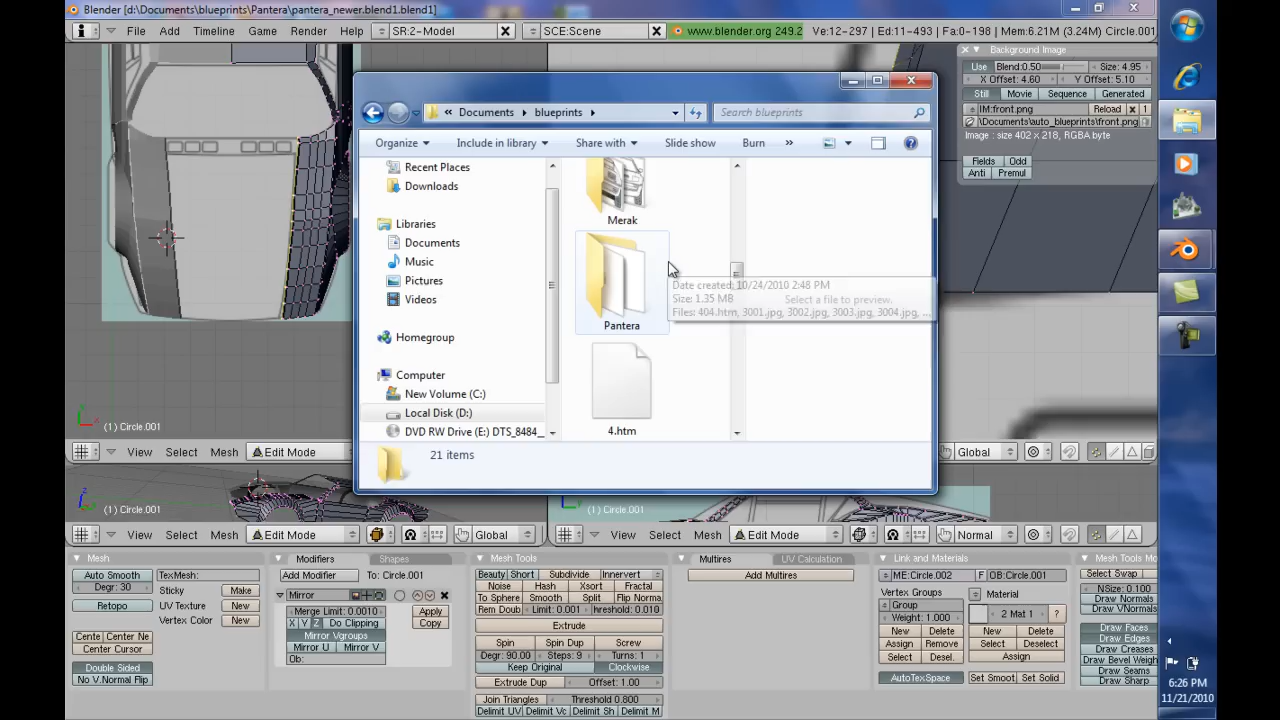 Blender [d:\Documents\blueprints\Pantera\pantera_newer.blend1.blend1]
File Add Timeline Game Render Help SR:2-Model SCE:Scene www.blender.org 249.2 Ve:12-297 | Ed:11-493 | Fa:0-198 | Mem:6.21M (3.24M) Circle.001
Background Image
Use Blend:0.50 Size: 4.95
X Offset: 4.60 Y Offset: 5.10
Still Movie Sequence Generated
IM:front.png Reload 1
\Documents\auto_blueprints\front.png
Image : size 402 x 218, RGBA byte
Fields Odd
Anti Premul
Documents blueprints Search blueprints
Organize Include in library Share with Slide show Burn
Recent Places
Downloads
Libraries
Documents
Music
Pictures
Videos
Homegroup
Computer
New Volume (C:)
Local Disk (D:)
DVD RW Drive (E:) DTS_8484_
Merak
Pantera
4.htm
Date created: 10/24/2010 2:48 PM
Size: 1.35 MB
Files: 404.htm, 3001.jpg, 3002.jpg, 3003.jpg, 3004.jpg, ...
Select a file to preview.
21 items
(1) Circle.001
View Select Mesh Edit Mode Global
(1) Circle.001
(1) Circle.001
View Select Mesh Edit Mode Global
View Select Mesh Edit Mode Normal
Mesh
Auto Smooth
Degr: 30
Retopo
Cente Center Ne
Center Cursor
Double Sided
No V.Normal Flip
TexMesh:
Sticky Make
UV Texture New
Vertex Color New
Modifiers Shapes
Add Modifier To: Circle.001
Mirror
Merge Limit: 0.0010
X Y Z Do Clipping
Mirror Vgroups
Mirror U Mirror V
Ob:
Apply
Copy
Mesh Tools
Beauty Short Subdivide Innervert
Noise Hash Xsort Fractal
To Sphere Smooth Split Flip Norma
Rem Doub Limit: 0.001 hreshold: 0.010
Extrude
Spin Spin Dup Screw
Degr: 90.00 Steps: 9 Turns: 1
Keep Original Clockwise
Extrude Dup Offset: 1.00
Join Triangles Threshold 0.800
Delimit UV Delimit Vc Delimit Sh Delimit M
Multires UV Calculation
Add Multires
Link and Materials
ME:Circle.002 F OB:Circle.001
Vertex Groups
Group
Weight: 1.000
New Delete
Assign Remove
Select Desel.
AutoTexSpace
Material
2 Mat 1 ?
New Delete
Select Deselect
Assign
Set Smoot Set Solid
Mesh Tools Mo
Select Swap
NSize: 0.100
Draw Normals
Draw VNormals
Draw Faces
Draw Edges
Draw Creases
Draw Bevel Weigh
Draw Seams
Draw Sharp
6:26 PM
11/21/2010